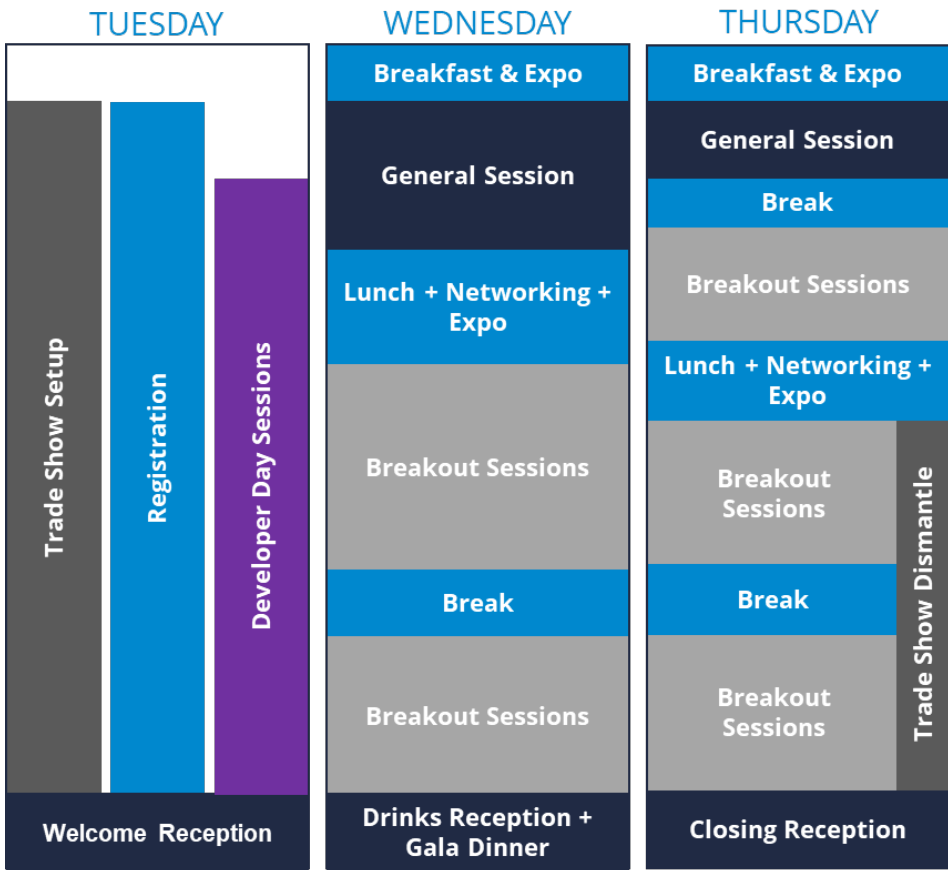 TUESDAY
Trade Show Setup
Registration
Developer Day Sessions
Welcome Reception
WEDNESDAY
Breakfast & Expo
General Session
Lunch + Networking +
Expo
Breakout Sessions
Break
Breakout Sessions
Drinks Reception +
Gala Dinner
THURSDAY
Breakfast & Expo
General Session
Break
Breakout Sessions
Lunch + Networking +
Expo
Breakout
Sessions
Break
Breakout
Sessions
Trade Show Dismantle
Closing Reception